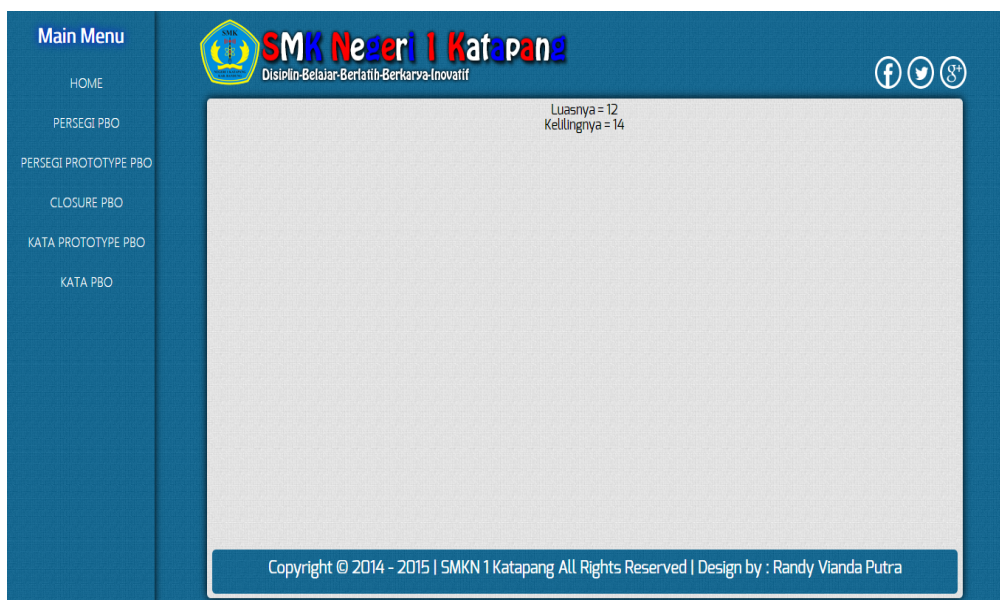 Main Menu
HOME
PERSEGI PBO
PERSEGI PROTOTYPE PBO
CLOSURE PBO
KATA PROTOTYPE PBO
KATA PBO
SMK
SMK Negeri 1 Katapang
Disiplin-Belajar-Berlatih-Berkarya-Inovatif
Luasnya = 12
Kelilingnya = 14
Copyright © 2014 - 2015 | SMKN 1 Katapang All Rights Reserved | Design by : Randy Vianda Putra